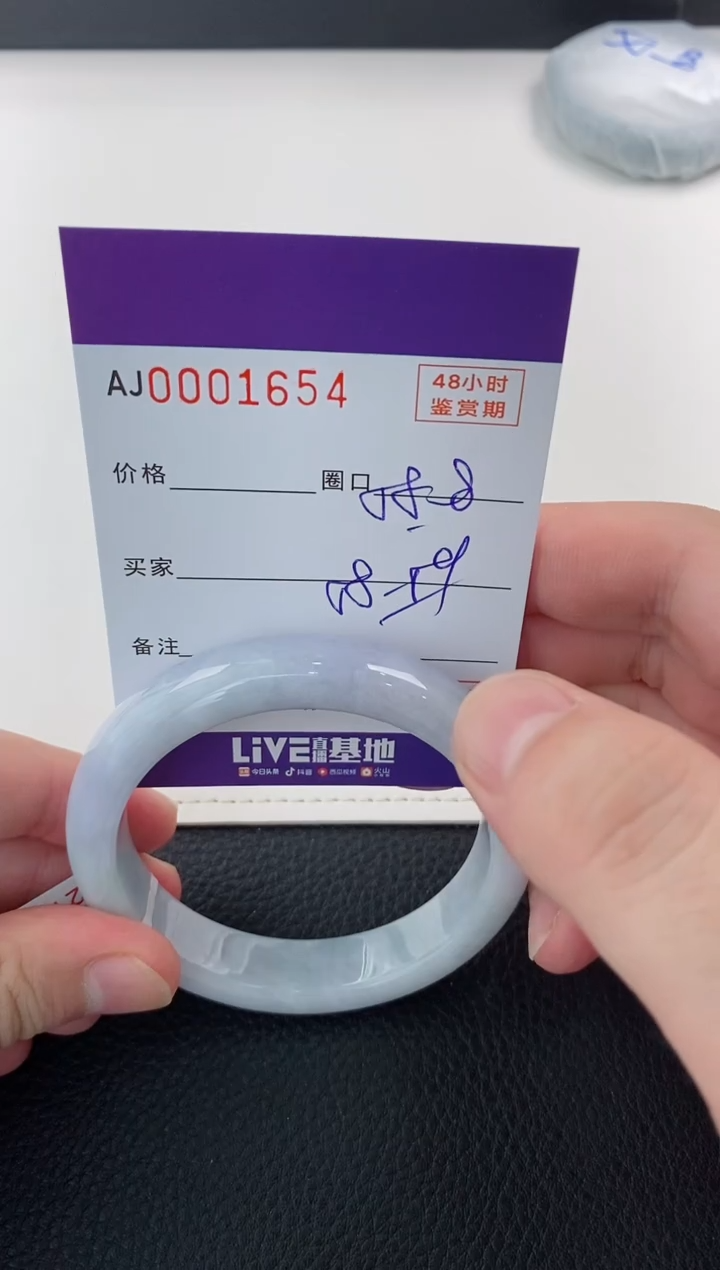 AJ0001654
48小时
鉴赏期
价格
圈口
买家
备注
LiVE直播基地
今日头条 抖音 西瓜视频 火山